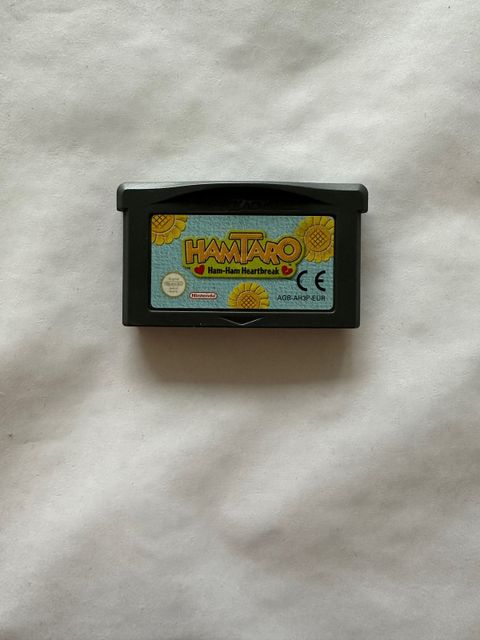 HAMTARO
Ham-Ham Heartbreak
Nintendo
CE
AGB-AH3P-EUR